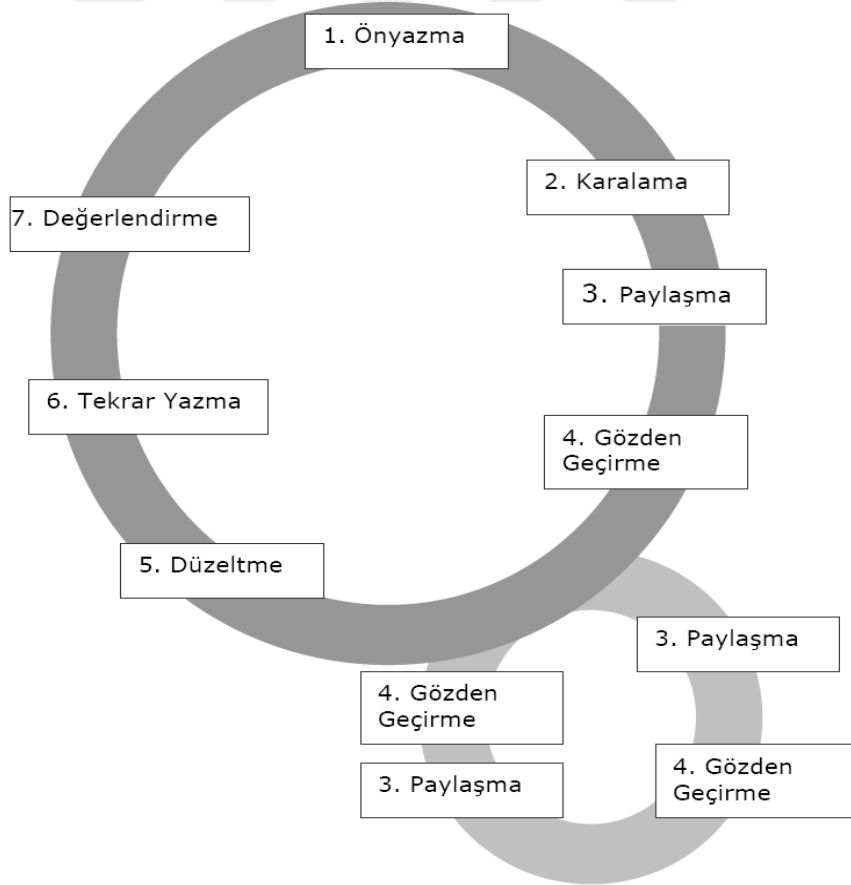 1. Önyazma
2. Karalama
7. Değerlendirme
3. Paylaşma
6. Tekrar Yazma
4. Gözden
Geçirme
5. Düzeltme
3. Paylaşma
4. Gözden
Geçirme
3. Paylaşma
4. Gözden
Geçirme